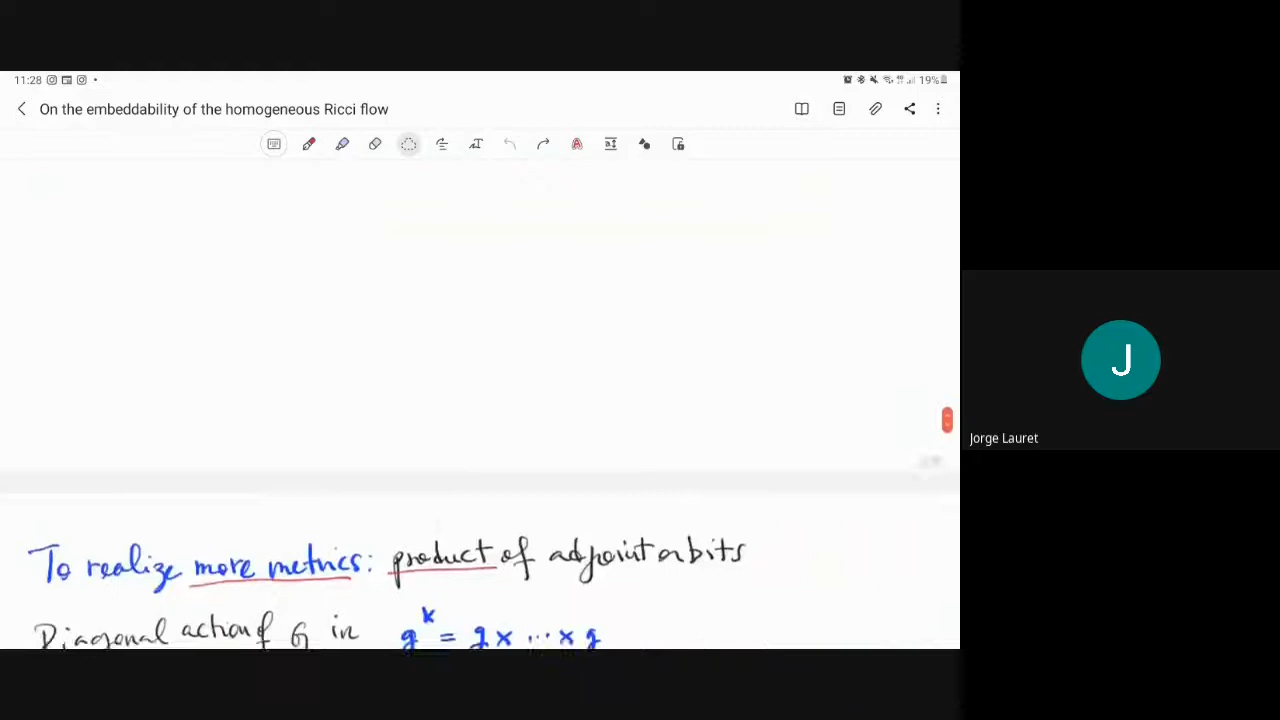 11:28
19%
On the embeddability of the homogeneous Ricci flow
To realize more metrics: product of adjoint orbits
Diagonal action of G in g^k = g x ... x g
J
Jorge Lauret